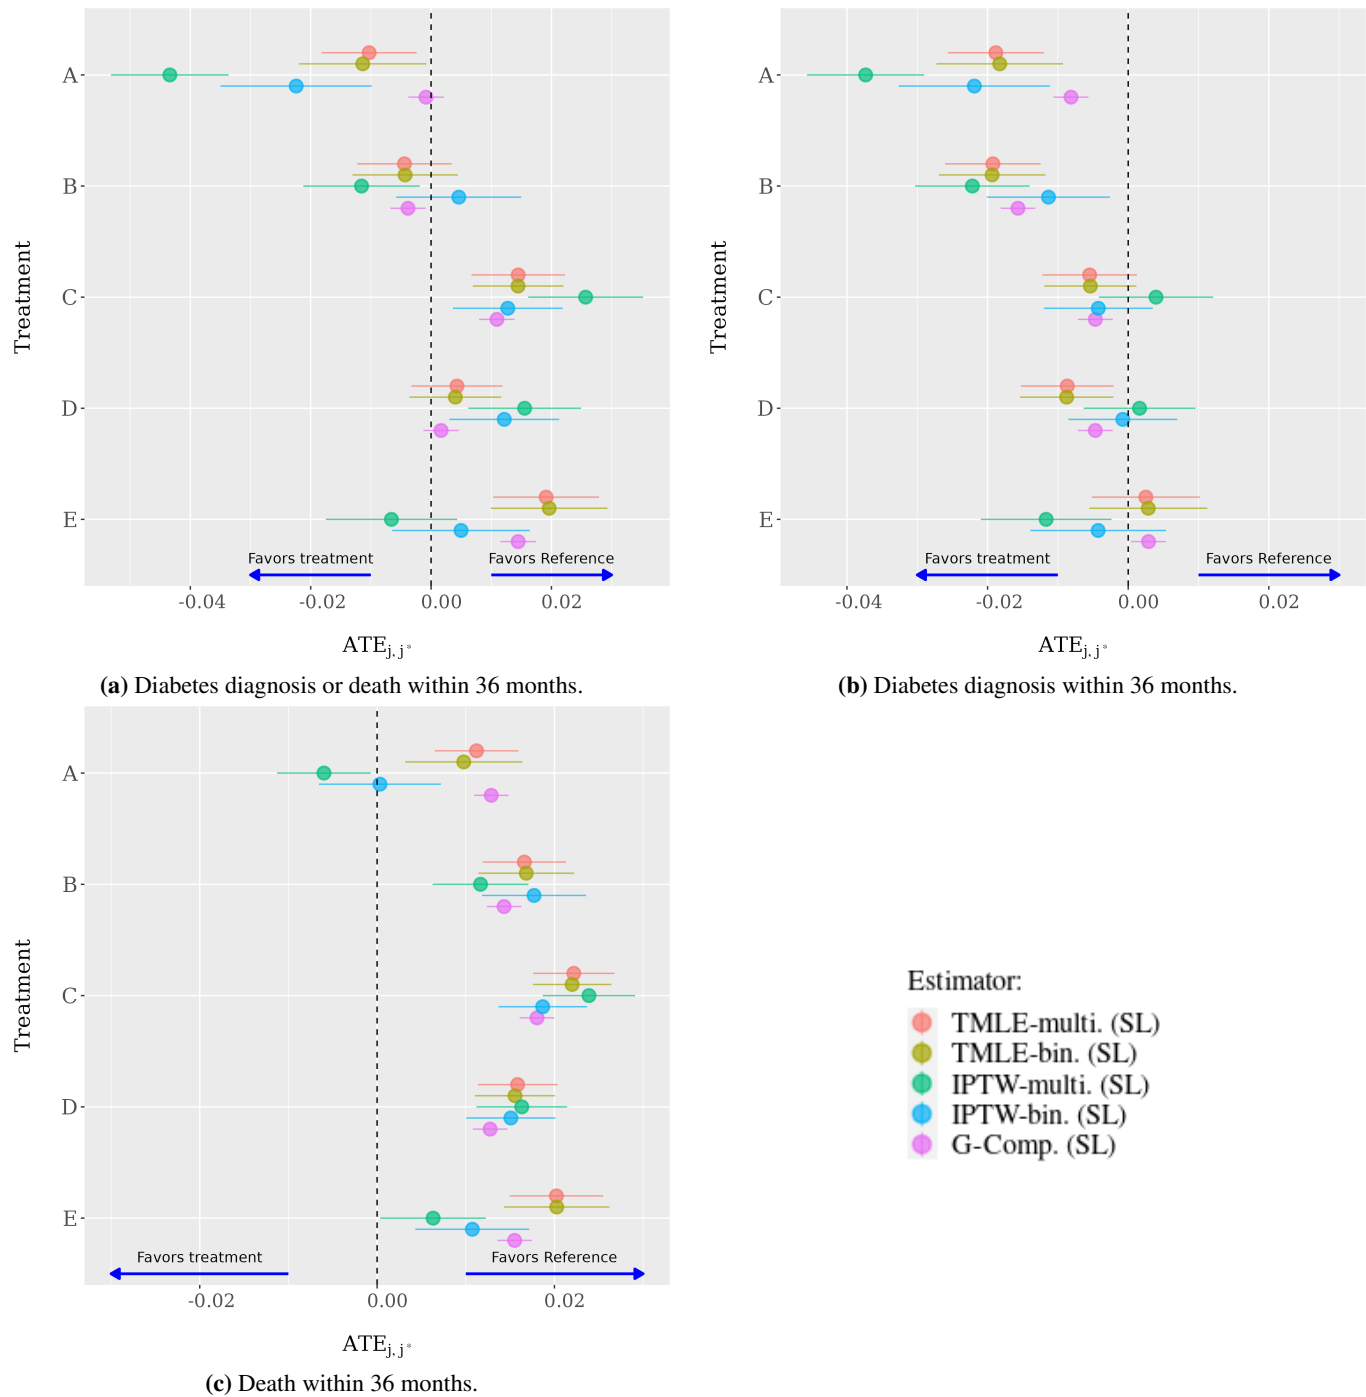 Treatment
A
B
C
D
E
Favors treatment
Favors Reference
-0.04
-0.02
0.00
0.02
ATEj, j*
(a) Diabetes diagnosis or death within 36 months.
Treatment
A
B
C
D
E
Favors treatment
Favors Reference
-0.04
-0.02
0.00
0.02
ATEj, j*
(b) Diabetes diagnosis within 36 months.
Treatment
A
B
C
D
E
Favors treatment
Favors Reference
-0.02
0.00
0.02
ATEj, j*
(c) Death within 36 months.
Estimator:
TMLE-multi. (SL)
TMLE-bin. (SL)
IPTW-multi. (SL)
IPTW-bin. (SL)
G-Comp. (SL)